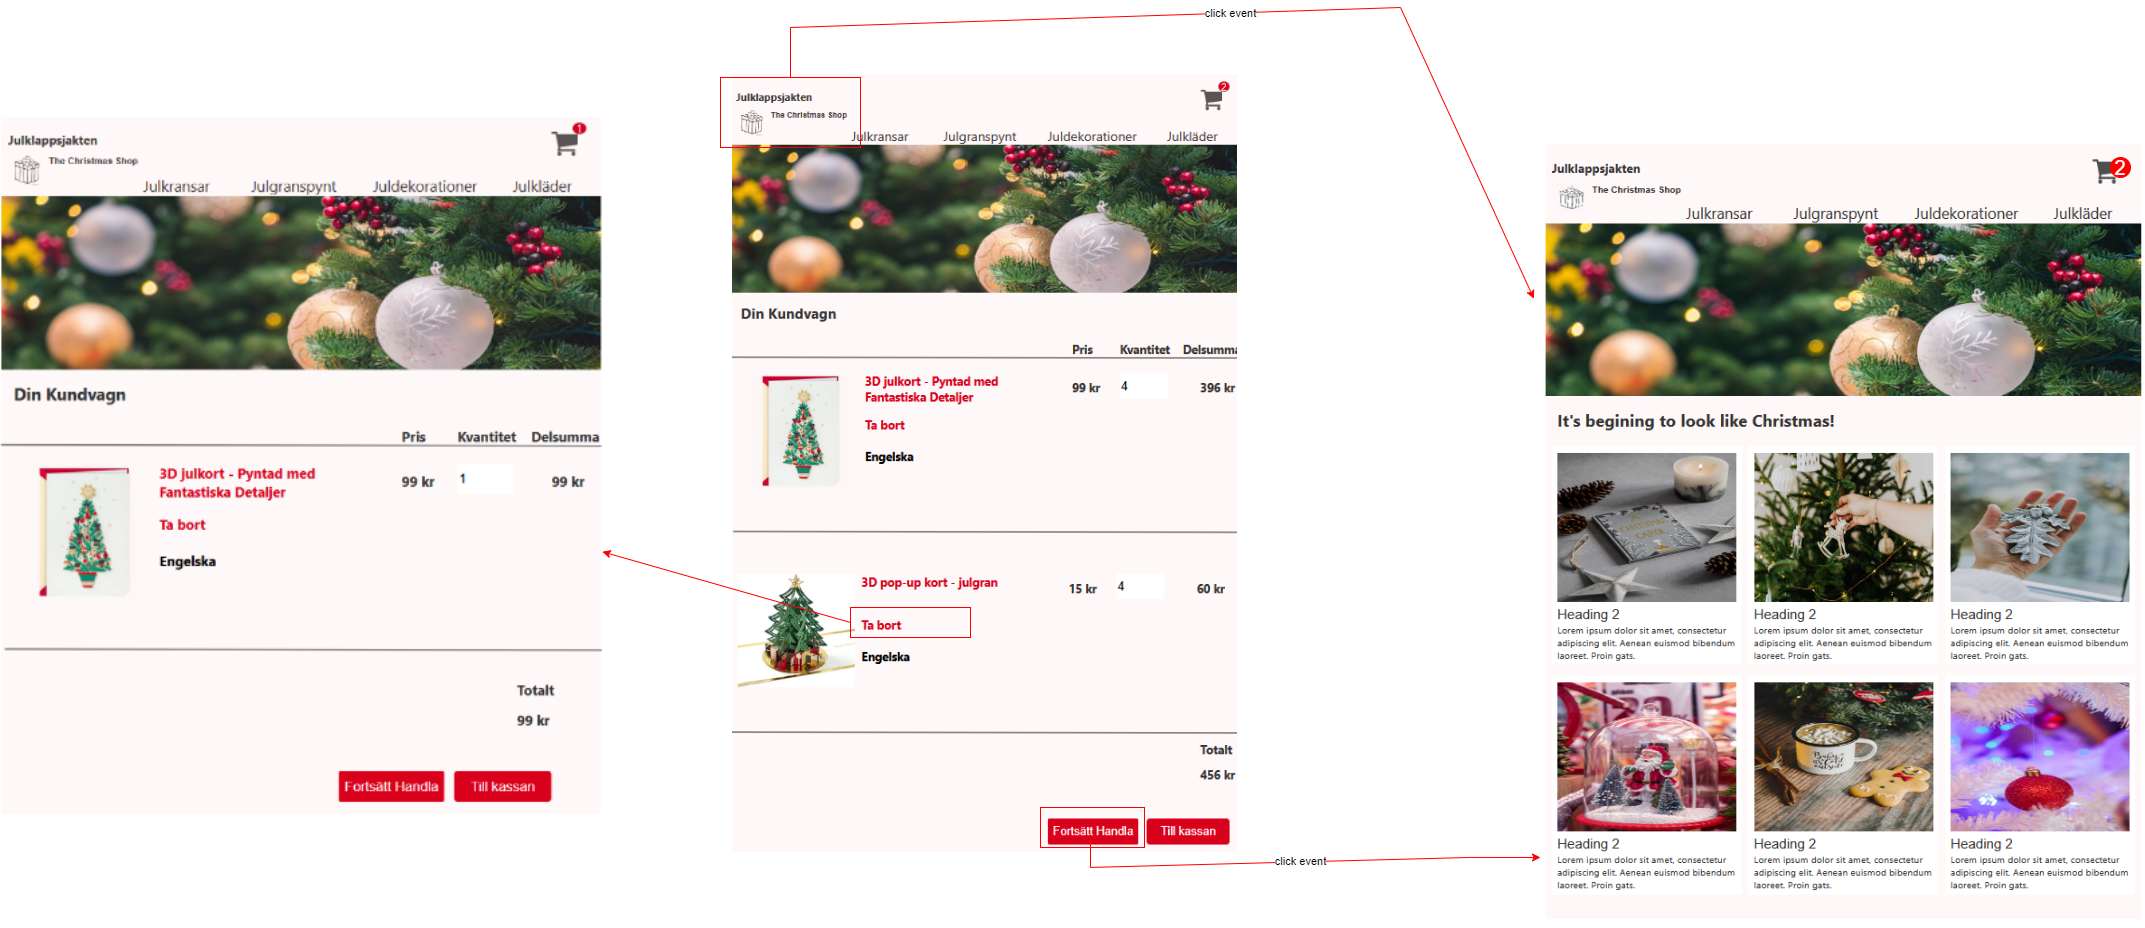 click event
Julklappsjakten
The Christmas Shop
1
Julkransar Julgranspynt Juldekorationer Julkläder
Din Kundvagn
Pris Kvantitet Delsumma
3D julkort - Pyntad med
Fantastiska Detaljer
99 kr 1 99 kr
Ta bort
Engelska
Totalt
99 kr
Fortsätt Handla Till kassan
Julklappsjakten
The Christmas Shop
2
Julkransar Julgranspynt Juldekorationer Julkläder
Din Kundvagn
Pris Kvantitet Delsumma
3D julkort - Pyntad med
Fantastiska Detaljer
99 kr 4 396 kr
Ta bort
Engelska
3D pop-up kort - julgran
15 kr 4 60 kr
Ta bort
Engelska
Totalt
456 kr
Fortsätt Handla Till kassan
click event
Julklappsjakten
The Christmas Shop
2
Julkransar Julgranspynt Juldekorationer Julkläder
It's begining to look like Christmas!
CHRISTMAS
CAROL
Heading 2
Lorem ipsum dolor sit amet, consectetur
adipiscing elit. Aenean euismod bibendum
laoreet. Proin gats.
Heading 2
Lorem ipsum dolor sit amet, consectetur
adipiscing elit. Aenean euismod bibendum
laoreet. Proin gats.
Heading 2
Lorem ipsum dolor sit amet, consectetur
adipiscing elit. Aenean euismod bibendum
laoreet. Proin gats.
Heading 2
Lorem ipsum dolor sit amet, consectetur
adipiscing elit. Aenean euismod bibendum
laoreet. Proin gats.
Heading 2
Lorem ipsum dolor sit amet, consectetur
adipiscing elit. Aenean euismod bibendum
laoreet. Proin gats.
Heading 2
Lorem ipsum dolor sit amet, consectetur
adipiscing elit. Aenean euismod bibendum
laoreet. Proin gats.